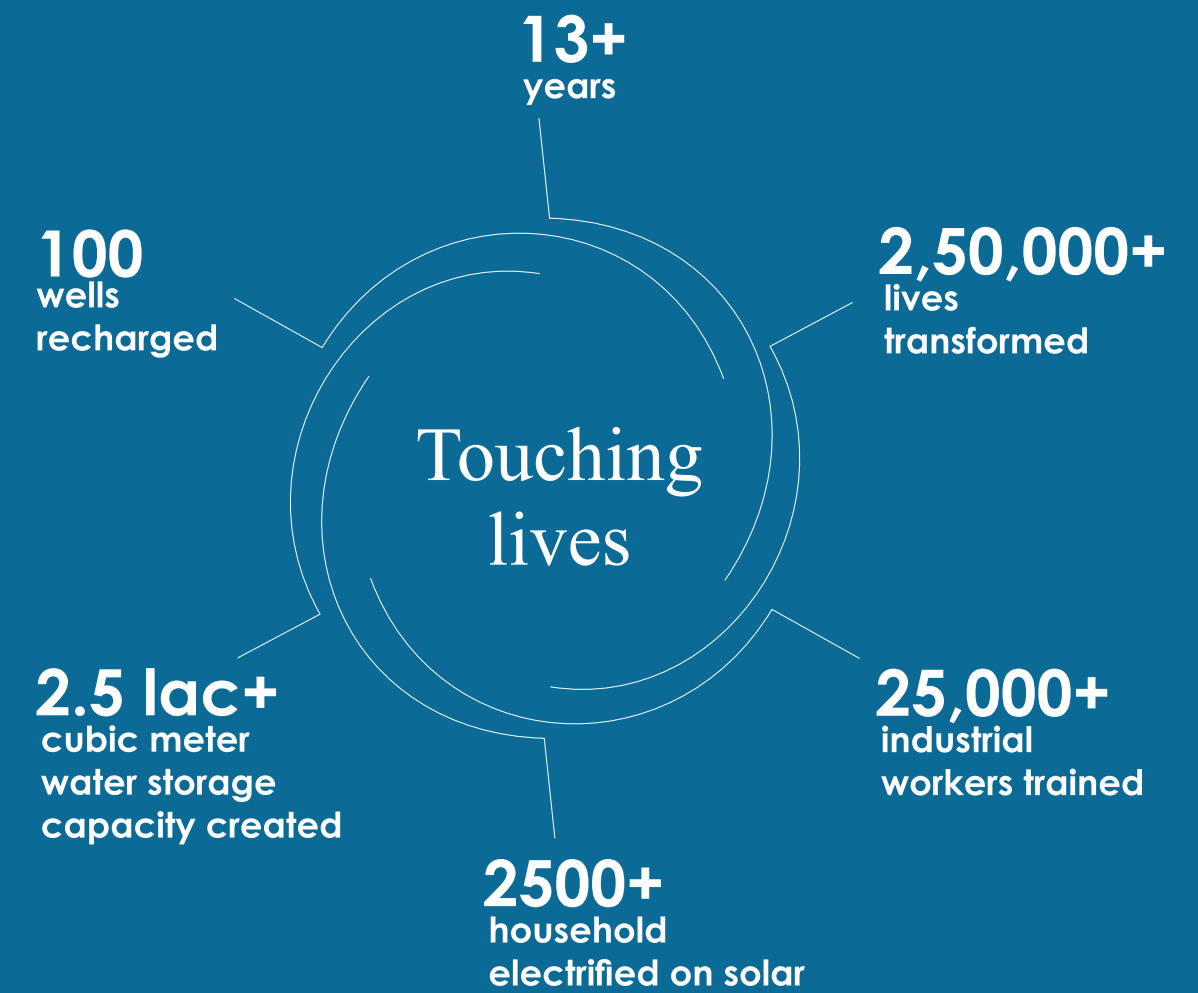 13+
years
2,50,000+
lives
transformed
25,000+
industrial
workers trained
2500+
household
electrified on solar
2.5 lac+
cubic meter
water storage
capacity created
100
wells
recharged
Touching
lives